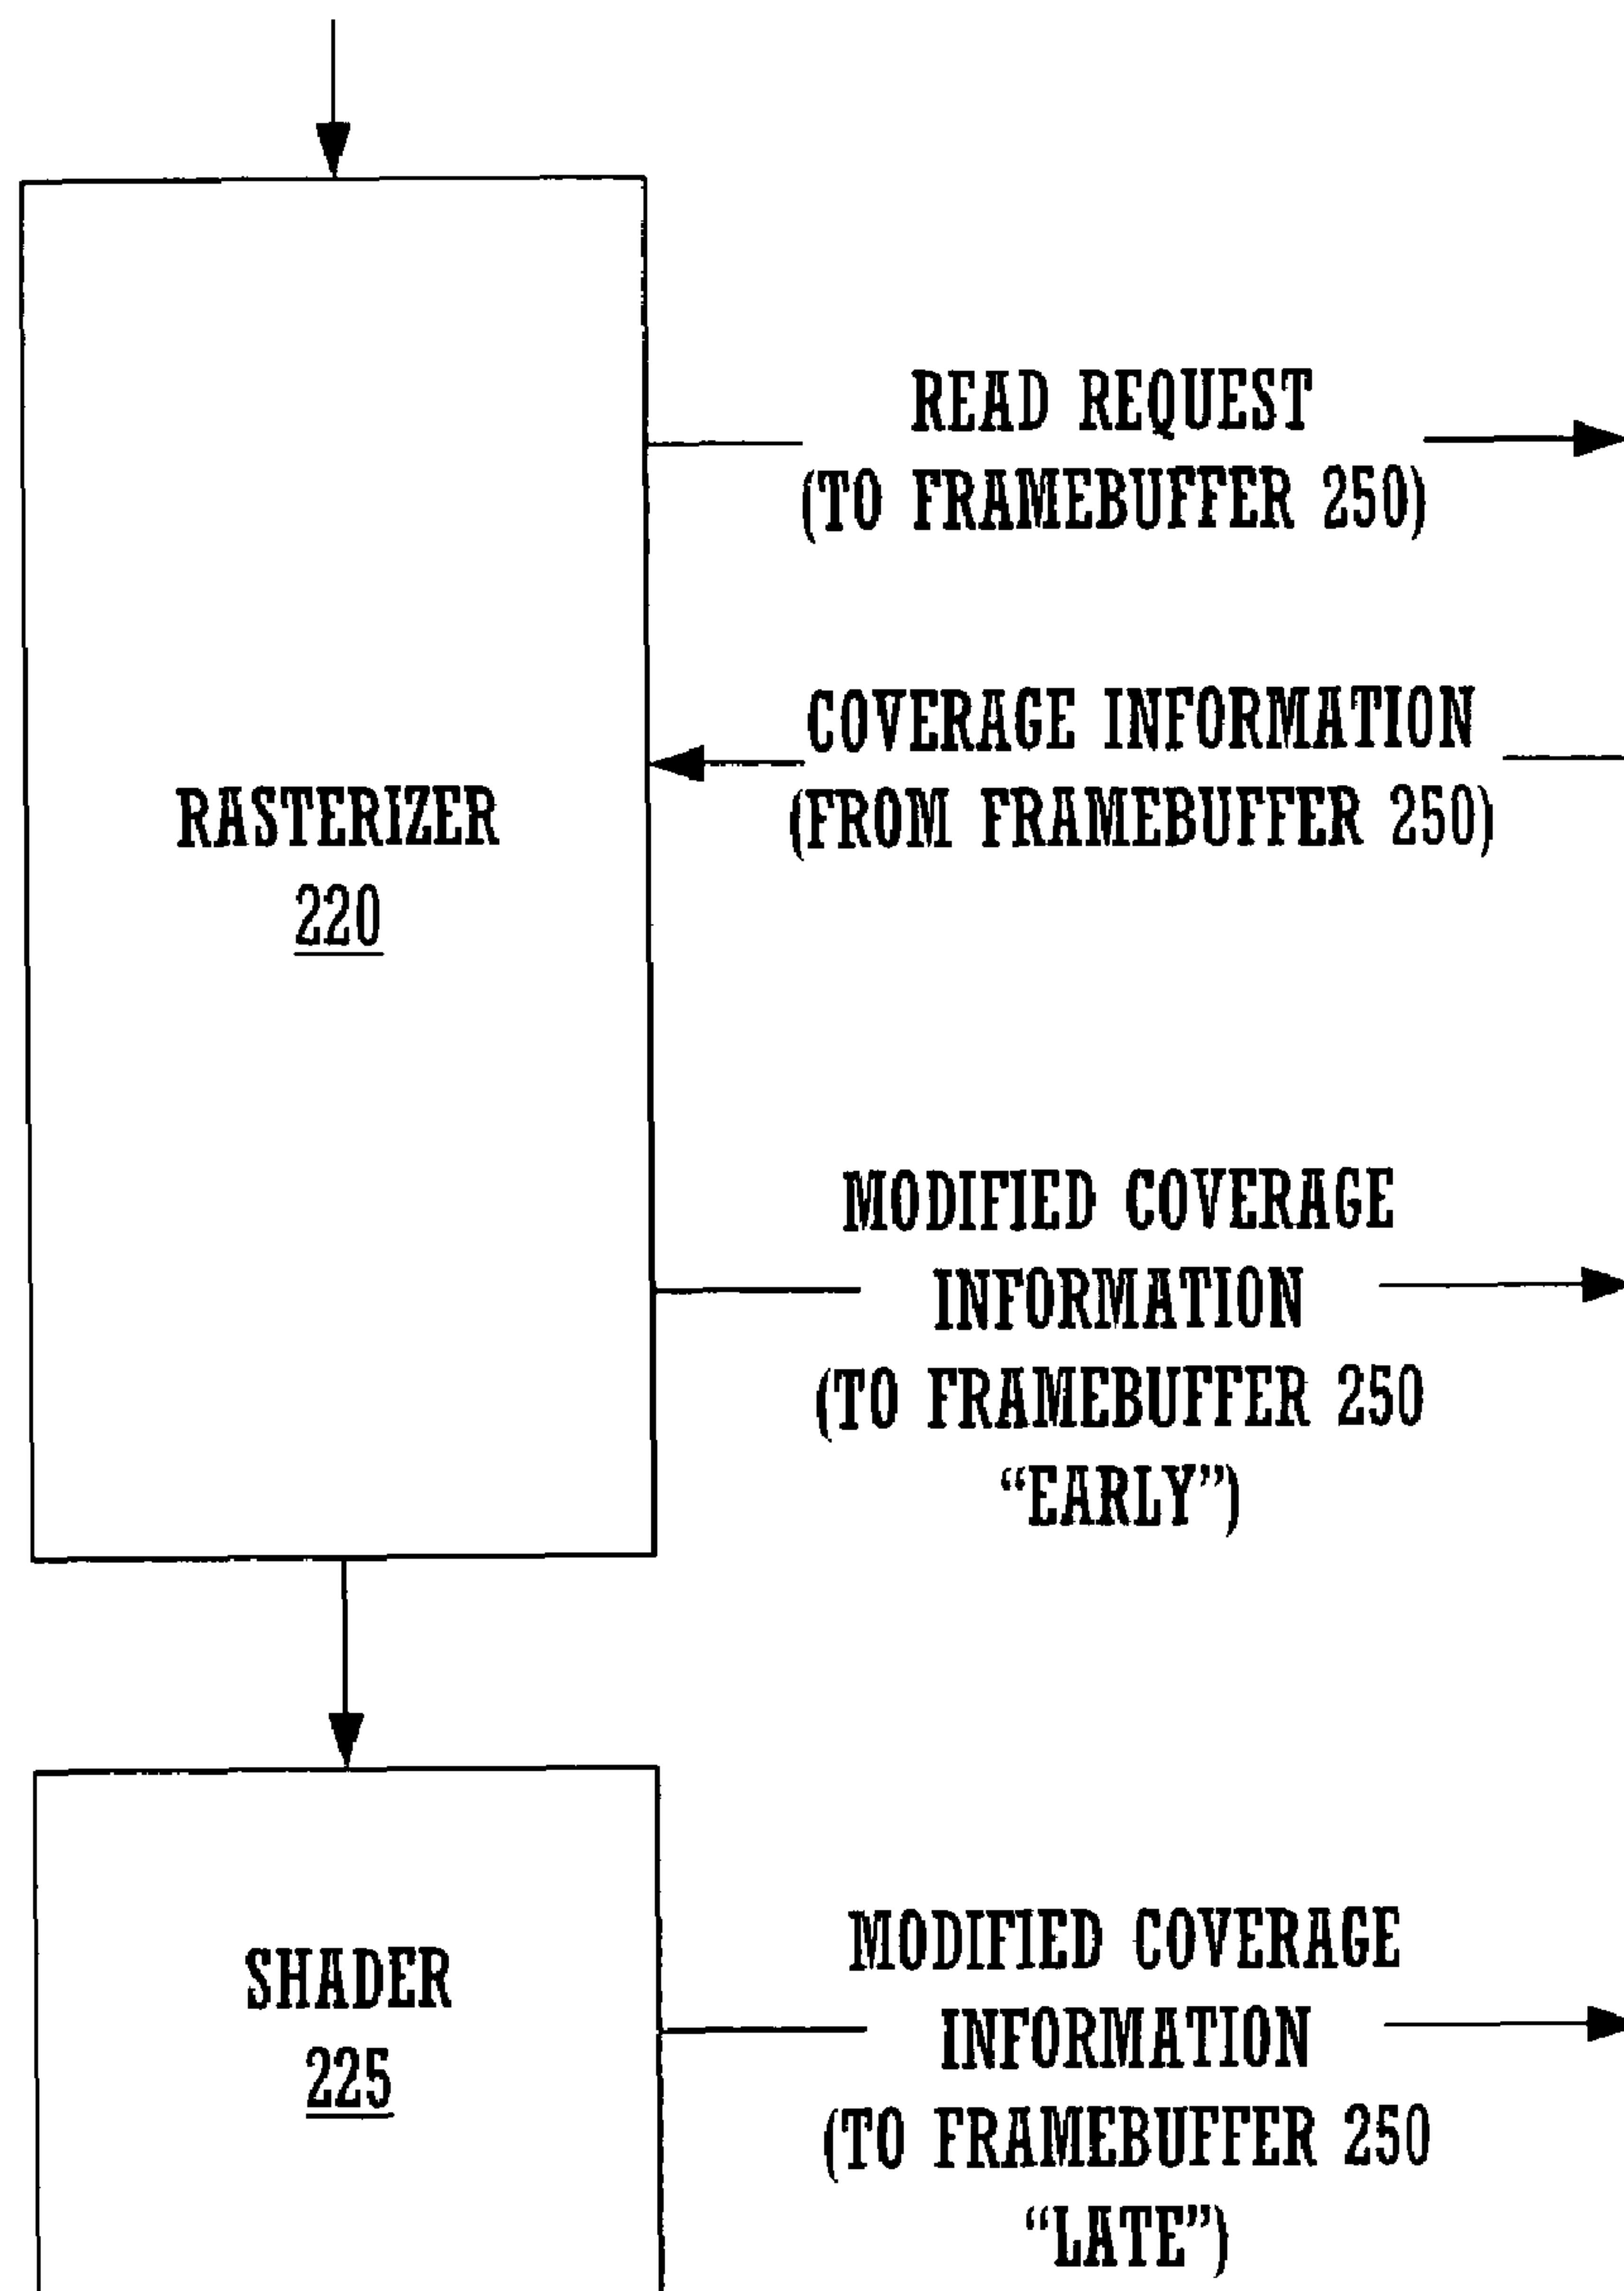 READ REQUEST
(TO FRAMEBUFFER 250)
COVERAGE INFORMATION
(FROM FRAMEBUFFER 250)
RASTERIZER
220
MODIFIED COVERAGE
INFORMATION
(TO FRAMEBUFFER 250
“EARLY”)
SHADER
225
MODIFIED COVERAGE
INFORMATION
(TO FRAMEBUFFER 250
“LATE”)